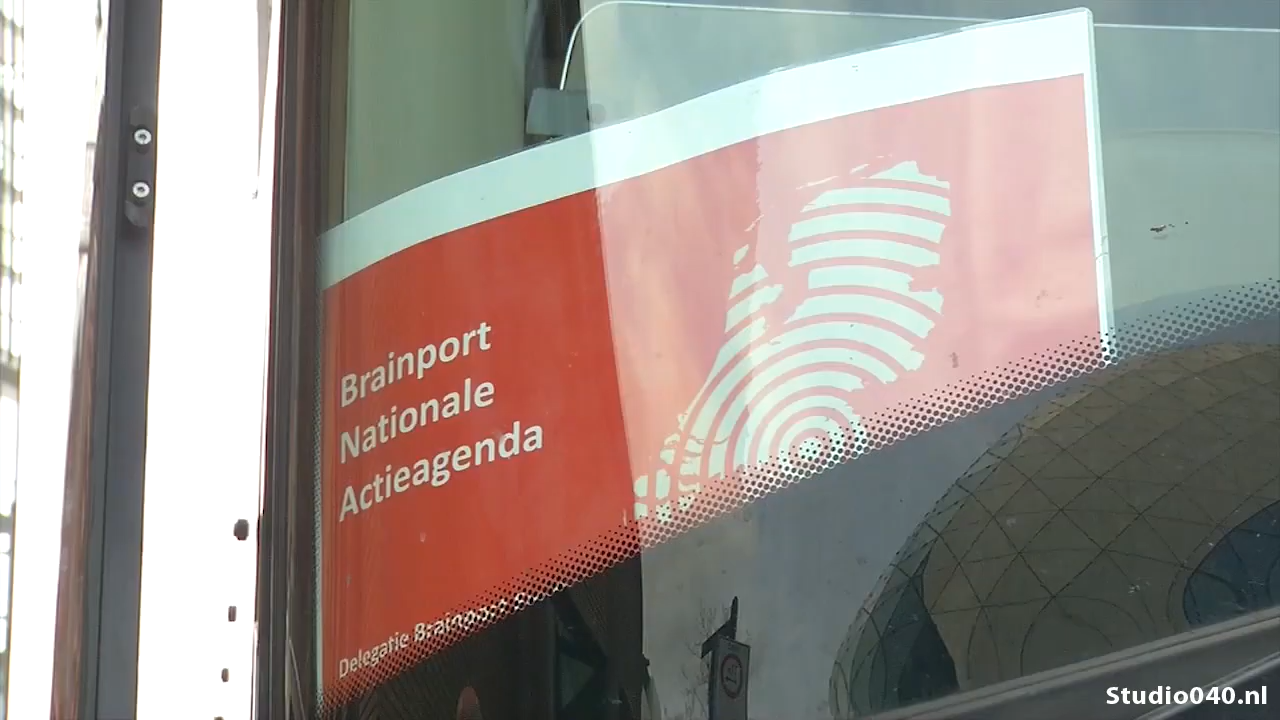 Brainport
Nationale
Actieagenda
Delegatie
Studio040.nl